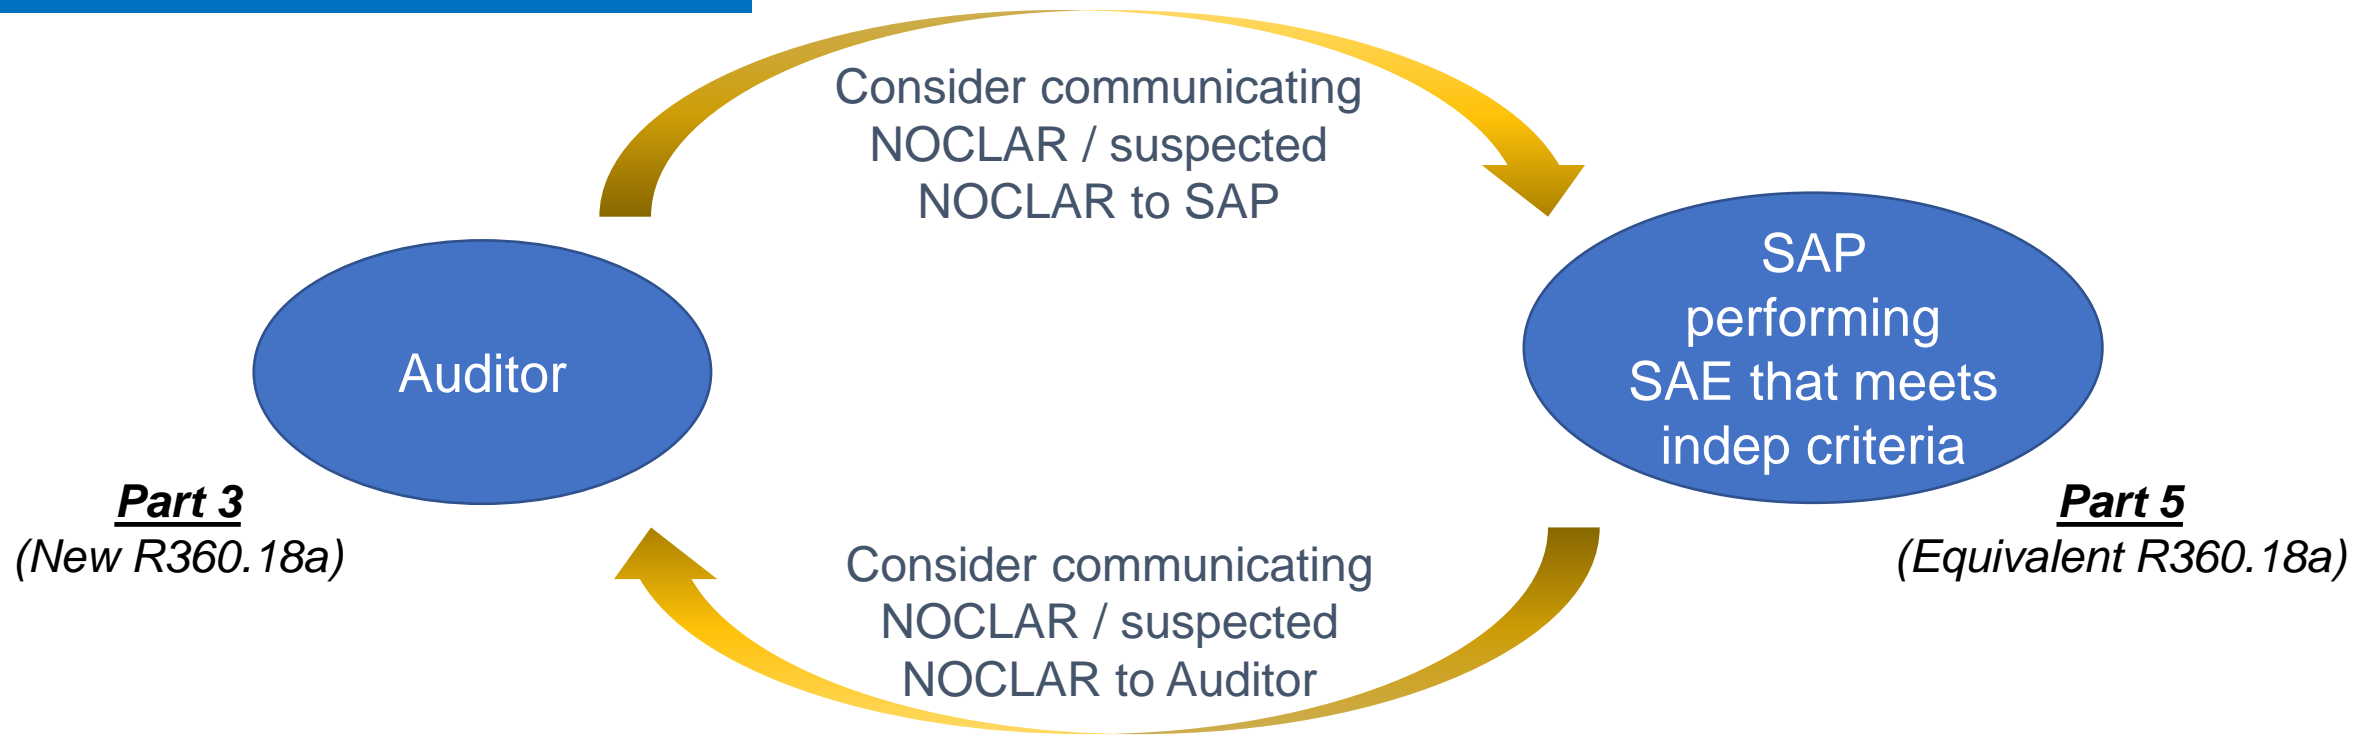 Consider communicating
NOCLAR / suspected
NOCLAR to SAP
Auditor
SAP
performing
SAE that meets
indep criteria
Part 3
(New R360.18a)
Part 5
(Equivalent R360.18a)
Consider communicating
NOCLAR / suspected
NOCLAR to Auditor